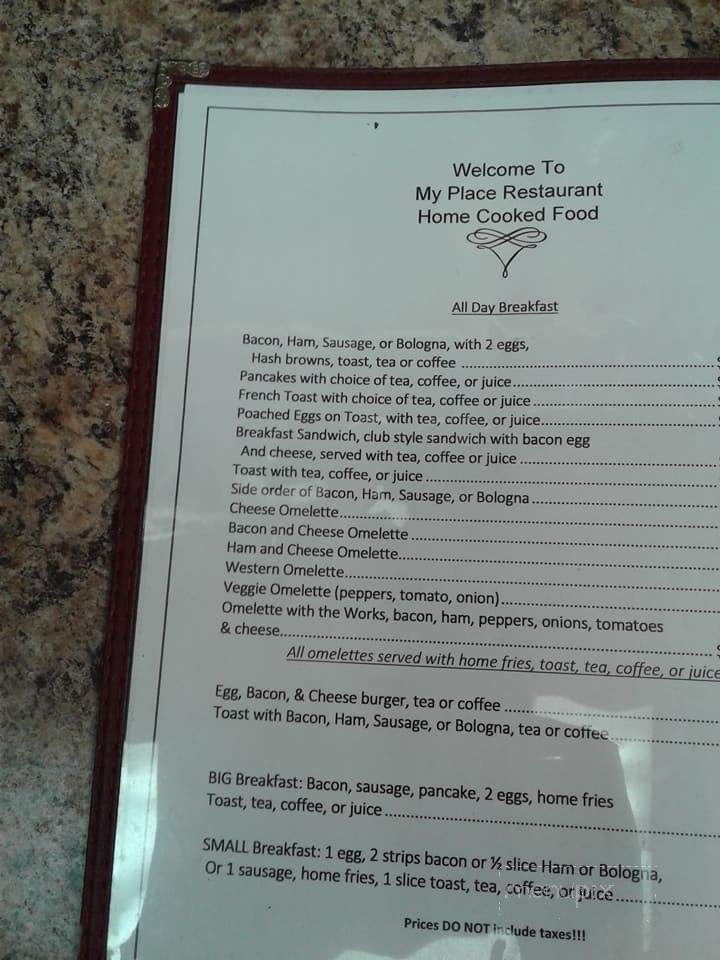 Welcome To
My Place Restaurant
Home Cooked Food
All Day Breakfast
Bacon, Ham, Sausage, or Bologna, with 2 eggs,
Hash browns, toast, tea or coffee ........................................................ $
Pancakes with choice of tea, coffee, or juice.............................................
French Toast with choice of tea, coffee or juice .........................................
Poached Eggs on Toast, with tea, coffee, or juice........................................
Breakfast Sandwich, club style sandwich with bacon egg
And cheese, served with tea, coffee or juice .............................................
Toast with tea, coffee, or juice ................................................................
Side order of Bacon, Ham, Sausage, or Bologna .......................................
Cheese Omelette.....................................................................................
Bacon and Cheese Omelette ...................................................................
Ham and Cheese Omelette......................................................................
Western Omelette...................................................................................
Veggie Omelette (peppers, tomato, onion)..............................................
Omelette with the Works, bacon, ham, peppers, onions, tomatoes
& cheese................................................................................................ $
All omelettes served with home fries, toast, tea, coffee, or juice
Egg, Bacon, & Cheese burger, tea or coffee .............................................
Toast with Bacon, Ham, Sausage, or Bologna, tea or coffee.......................
BIG Breakfast: Bacon, sausage, pancake, 2 eggs, home fries
Toast, tea, coffee, or juice......................................................................
SMALL Breakfast: 1 egg, 2 strips bacon or ½ slice Ham or Bologna,
Or 1 sausage, home fries, 1 slice toast, tea, coffee, or juice......................
Prices DO NOT include taxes!!!